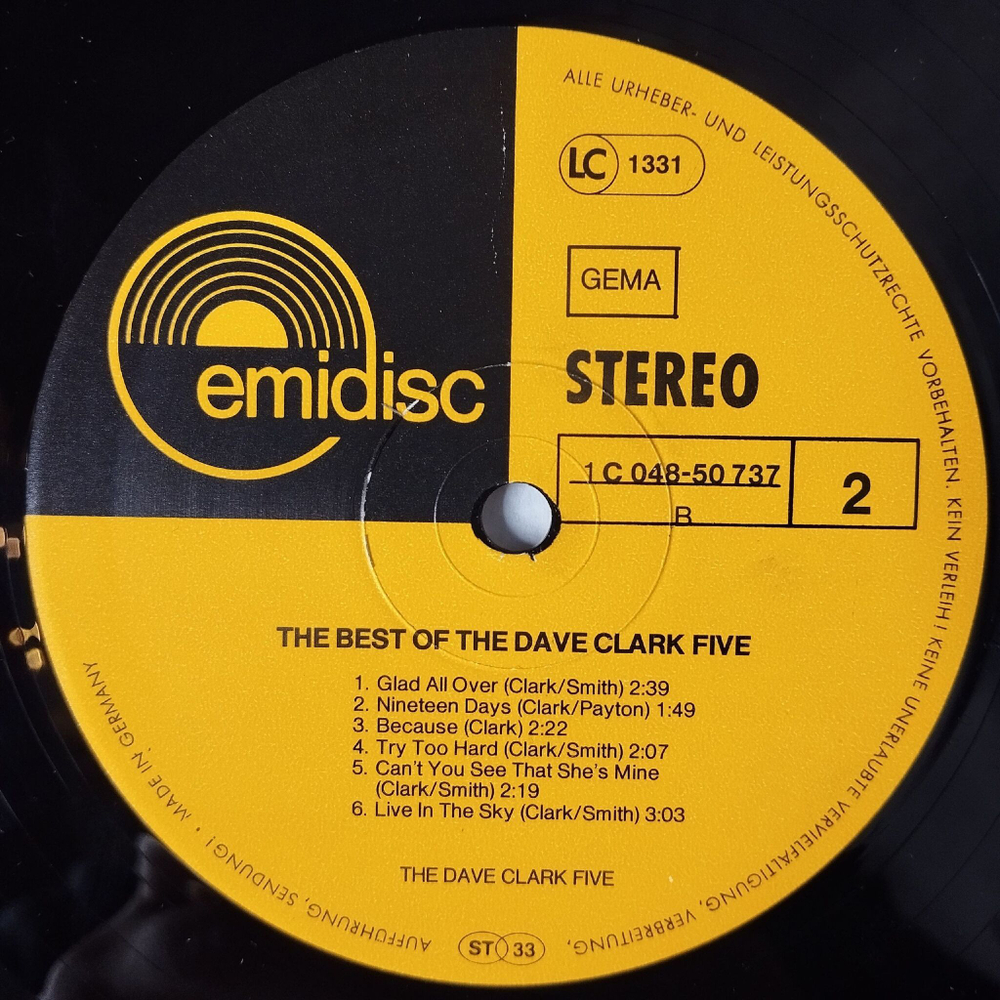 ALLE URHEBER- UND LEISTUNGSSCHUTZRECHTE VORBEHALTEN. KEIN VERLEIH! KEINE UNERLAUBTE VERVIELFÄLTIGUNG, VERBREITUNG, AUFFÜHRUNG, SENDUNG! • MADE IN GERMANY
LC 1331
GEMA
emidisc
STEREO
1 C 048-50 737
B
2
THE BEST OF THE DAVE CLARK FIVE
1. Glad All Over (Clark/Smith) 2:39
2. Nineteen Days (Clark/Payton) 1:49
3. Because (Clark) 2:22
4. Try Too Hard (Clark/Smith) 2:07
5. Can't You See That She's Mine
(Clark/Smith) 2:19
6. Live In The Sky (Clark/Smith) 3:03
THE DAVE CLARK FIVE
ST 33